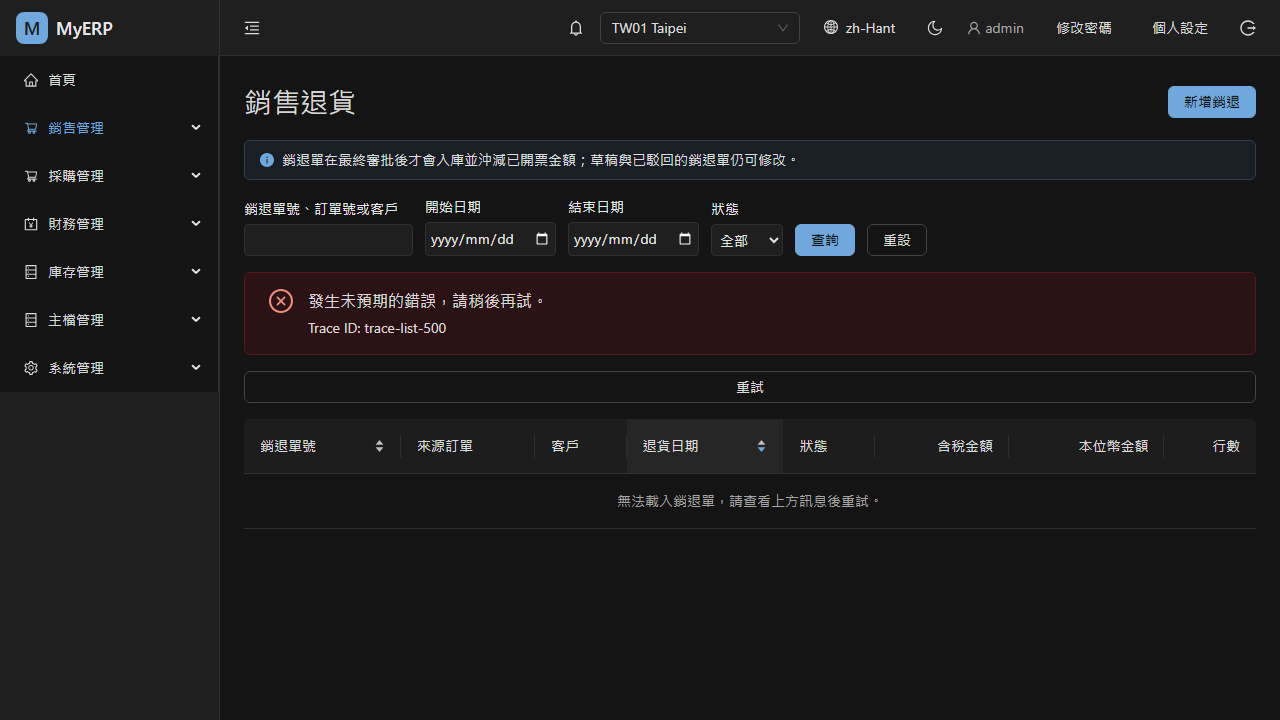 M MyERP
TW01 Taipei
zh-Hant
admin
修改密碼
個人設定
首頁
銷售管理
採購管理
財務管理
庫存管理
主檔管理
系統管理
銷售退貨
新增銷退
銷退單在最終審批後才會入庫並沖減已開票金額；草稿與已駁回的銷退單仍可修改。
銷退單號、訂單號或客戶
開始日期
yyyy/mm/dd
結束日期
yyyy/mm/dd
狀態
全部
查詢
重設
發生未預期的錯誤，請稍後再試。
Trace ID: trace-list-500
重試
銷退單號 來源訂單 客戶 退貨日期 狀態 含稅金額 本位幣金額 行數
無法載入銷退單，請查看上方訊息後重試。